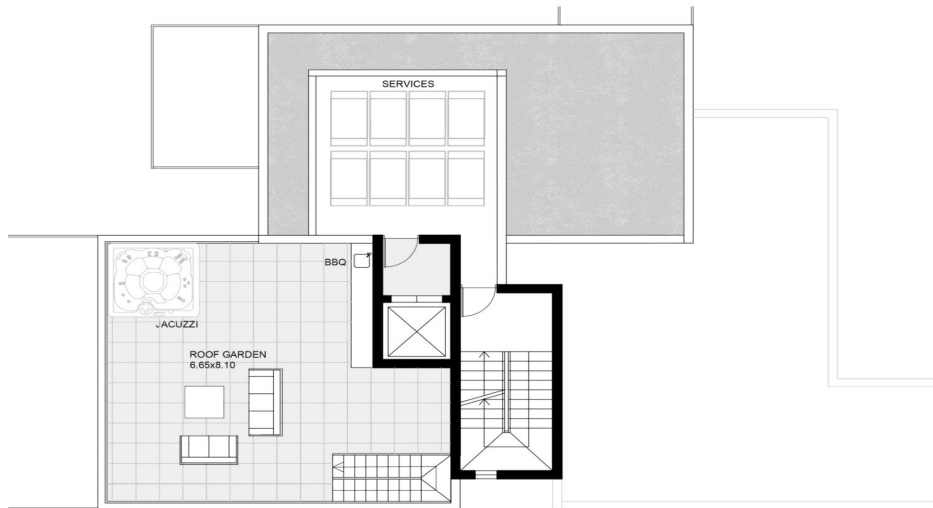 SERVICES
BBQ
JACUZZI
ROOF GARDEN
6.65x8.10